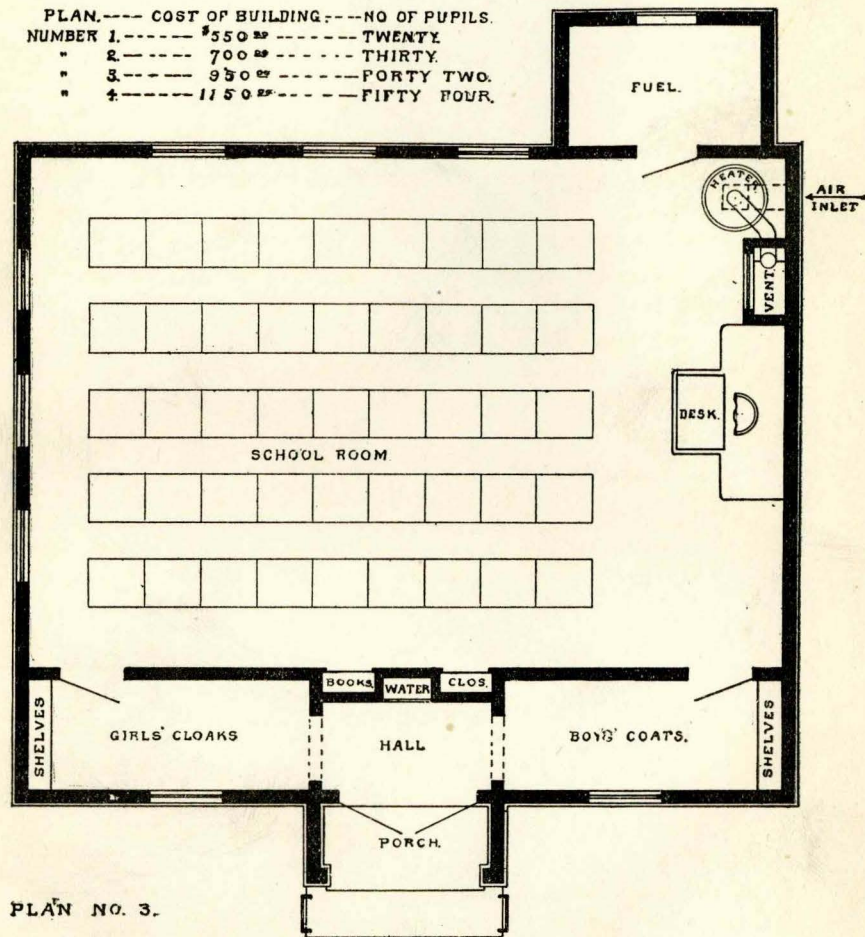 PLAN.---- COST OF BUILDING:----NO OF PUPILS.
NUMBER 1.------ $550.00 ------ TWENTY.
" 2.----- 700.00 ------ THIRTY.
" 3.----- 950.00 ------ FORTY TWO.
" 4.----- 1150.00 ------ FIFTY FOUR.
FUEL.
HEATER.
AIR
INLET
VENT.
DESK.
SCHOOL ROOM
BOOKS.
WATER
CLOS.
SHELVES
GIRLS' CLOAKS
HALL
BOYS' COATS.
SHELVES
PORCH.
PLAN NO. 3.